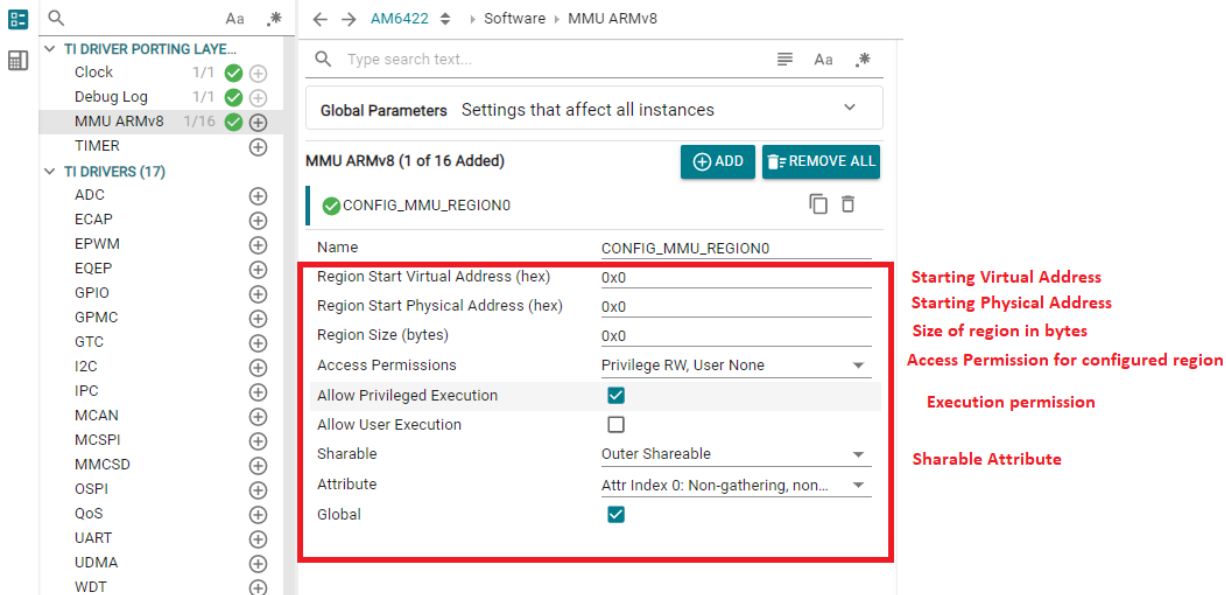 Aa .*
AM6422 Software MMU ARMv8
TI DRIVER PORTING LAYE...
Clock 1/1
Debug Log 1/1
MMU ARMv8 1/16
TIMER
TI DRIVERS (17)
ADC
ECAP
EPWM
EQEP
GPIO
GPMC
GTC
I2C
IPC
MCAN
MCSPI
MMCSD
OSPI
QoS
UART
UDMA
WDT
Type search text... Aa .*
Global Parameters Settings that affect all instances
MMU ARMv8 (1 of 16 Added) ADD REMOVE ALL
CONFIG_MMU_REGION0
Name CONFIG_MMU_REGION0
Region Start Virtual Address (hex) 0x0 Starting Virtual Address
Region Start Physical Address (hex) 0x0 Starting Physical Address
Region Size (bytes) 0x0 Size of region in bytes
Access Permissions Privilege RW, User None Access Permission for configured region
Allow Privileged Execution Execution permission
Allow User Execution
Sharable Outer Shareable Sharable Attribute
Attribute Attr Index 0: Non-gathering, non...
Global